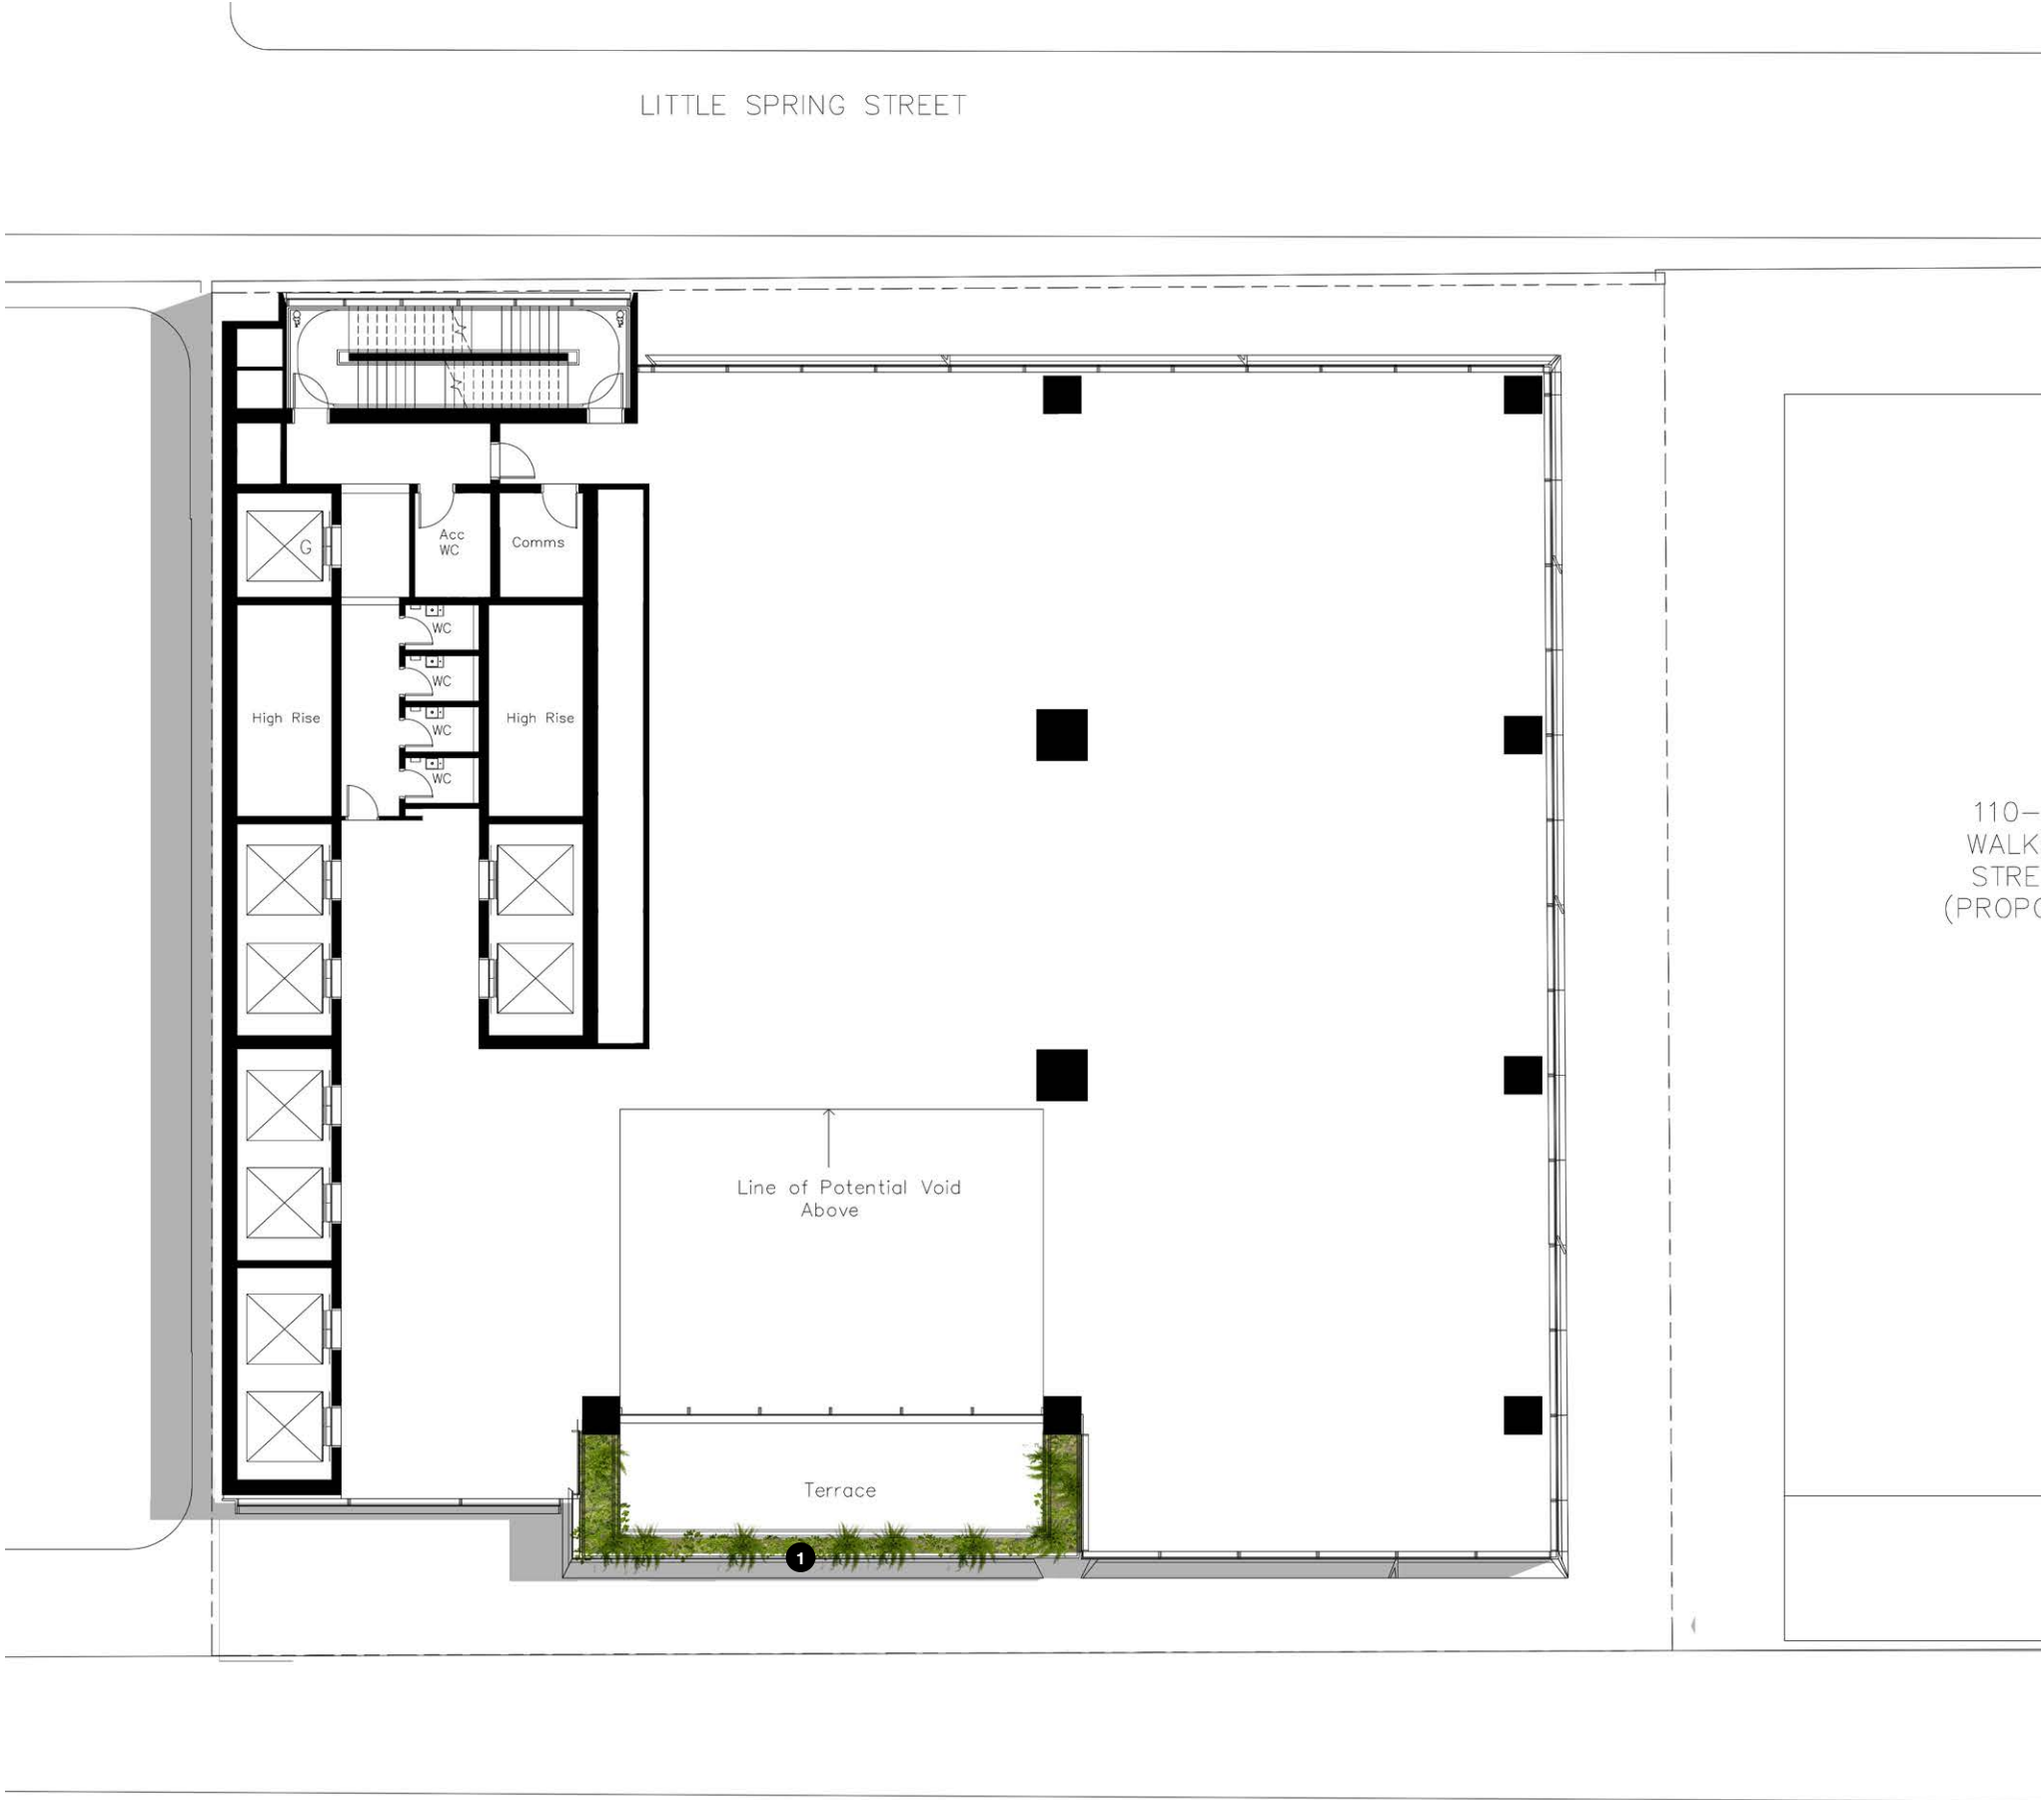 LITTLE SPRING STREET
G
Acc
WC
Comms
WC
WC
High Rise
High Rise
WC
WC
110-
WALK
STRE
(PROPO
Line of Potential Void
Above
Terrace
1